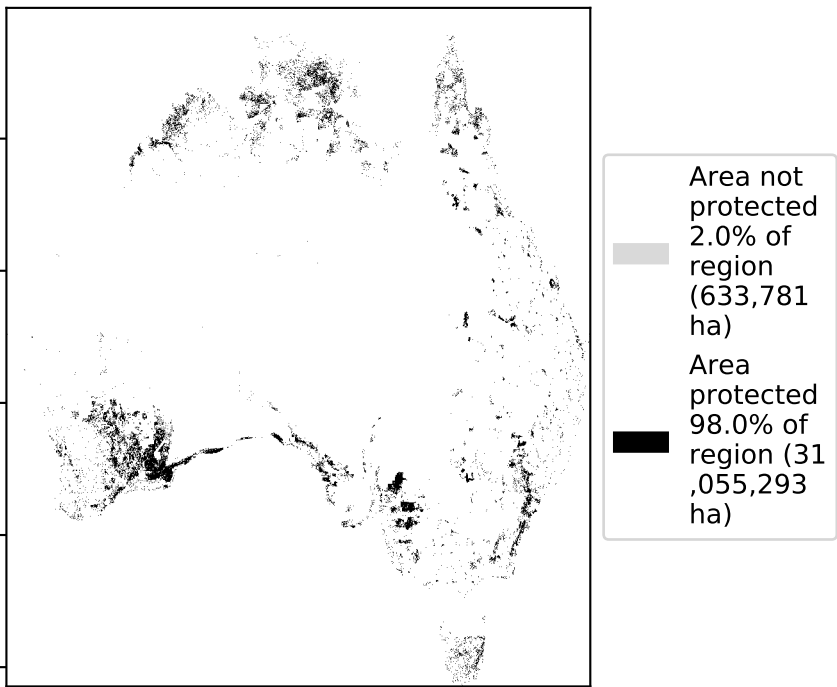 Area not
protected
2.0% of
region
(633,781
ha)
Area
protected
98.0% of
region (31
,055,293
ha)